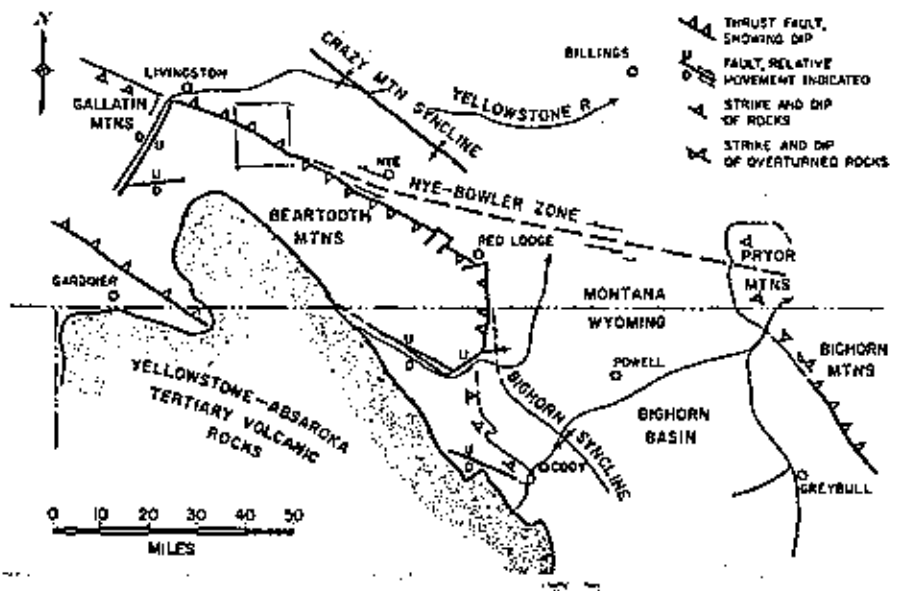 N
THRUST FAULT,
SHOWING DIP
U
D
FAULT, RELATIVE
MOVEMENT INDICATED
STRIKE AND DIP
OF ROCKS
STRIKE AND DIP
OF OVERTURNED ROCKS
BILLINGS
CRAZY MTN SYNCLINE
YELLOWSTONE R
LIVINGSTON
GALLATIN
MTNS
D U
U
D
NYE
NYE-BOWLER ZONE
BEARTOOTH
MTNS
RED LODGE
PRYOR
MTNS
GARDINER
MONTANA
WYOMING
U
D
U
POWELL
BIGHORN
MTNS
YELLOWSTONE-ABSAROKA
TERTIARY VOLCANIC
ROCKS
BIGHORN SYNCLINE
BIGHORN
BASIN
U
D
CODY
GREYBULL
0 10 20 30 40 50
MILES